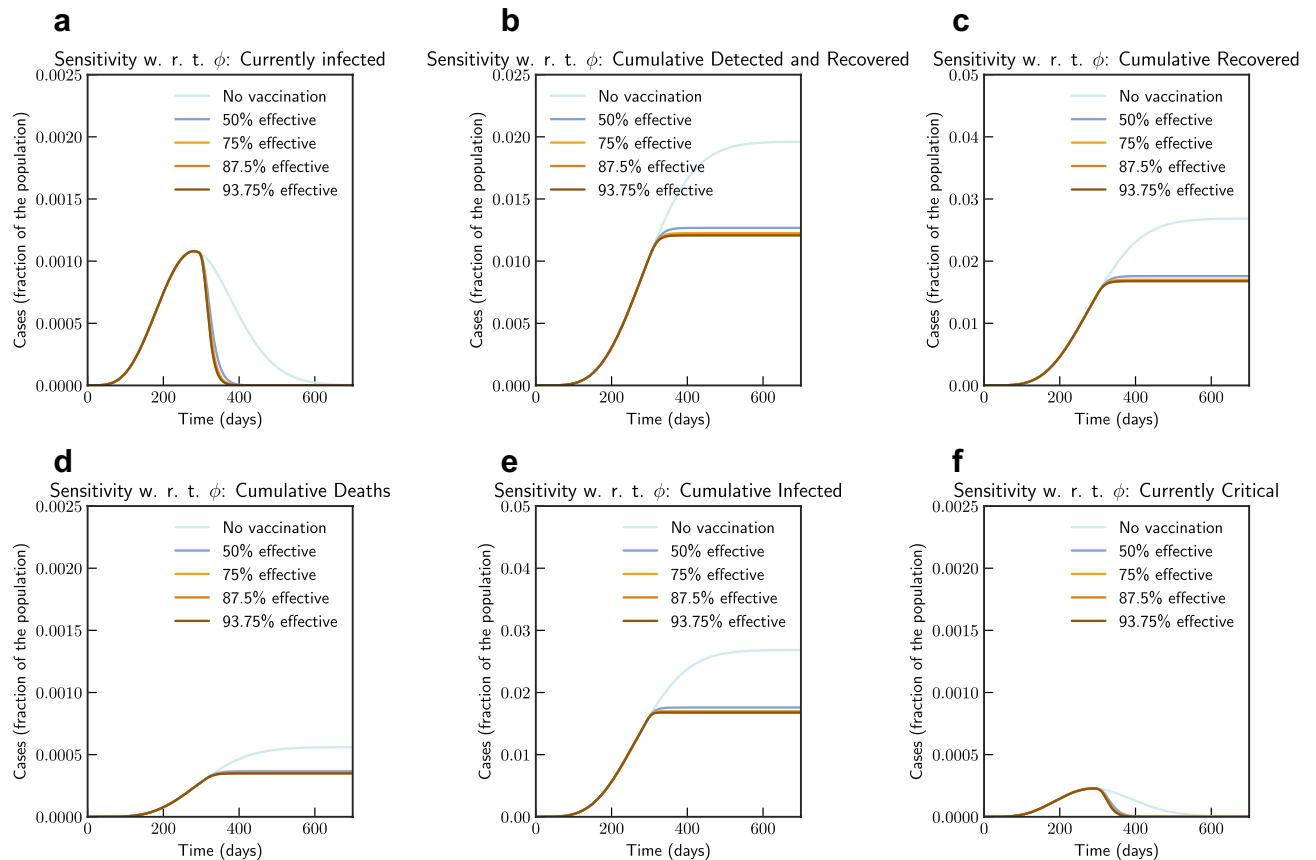 a
Sensitivity w. r. t. ϕ: Currently infected
Cases (fraction of the population)
0.0025
0.0020
0.0015
0.0010
0.0005
0.0000
No vaccination
50% effective
75% effective
87.5% effective
93.75% effective
0 200 400 600
Time (days)
b
Sensitivity w. r. t. ϕ: Cumulative Detected and Recovered
Cases (fraction of the population)
0.025
0.020
0.015
0.010
0.005
0.000
No vaccination
50% effective
75% effective
87.5% effective
93.75% effective
0 200 400 600
Time (days)
c
Sensitivity w. r. t. ϕ: Cumulative Recovered
Cases (fraction of the population)
0.05
0.04
0.03
0.02
0.01
0.00
No vaccination
50% effective
75% effective
87.5% effective
93.75% effective
0 200 400 600
Time (days)
d
Sensitivity w. r. t. ϕ: Cumulative Deaths
Cases (fraction of the population)
0.0025
0.0020
0.0015
0.0010
0.0005
0.0000
No vaccination
50% effective
75% effective
87.5% effective
93.75% effective
0 200 400 600
Time (days)
e
Sensitivity w. r. t. ϕ: Cumulative Infected
Cases (fraction of the population)
0.05
0.04
0.03
0.02
0.01
0.00
No vaccination
50% effective
75% effective
87.5% effective
93.75% effective
0 200 400 600
Time (days)
f
Sensitivity w. r. t. ϕ: Currently Critical
Cases (fraction of the population)
0.0025
0.0020
0.0015
0.0010
0.0005
0.0000
No vaccination
50% effective
75% effective
87.5% effective
93.75% effective
0 200 400 600
Time (days)